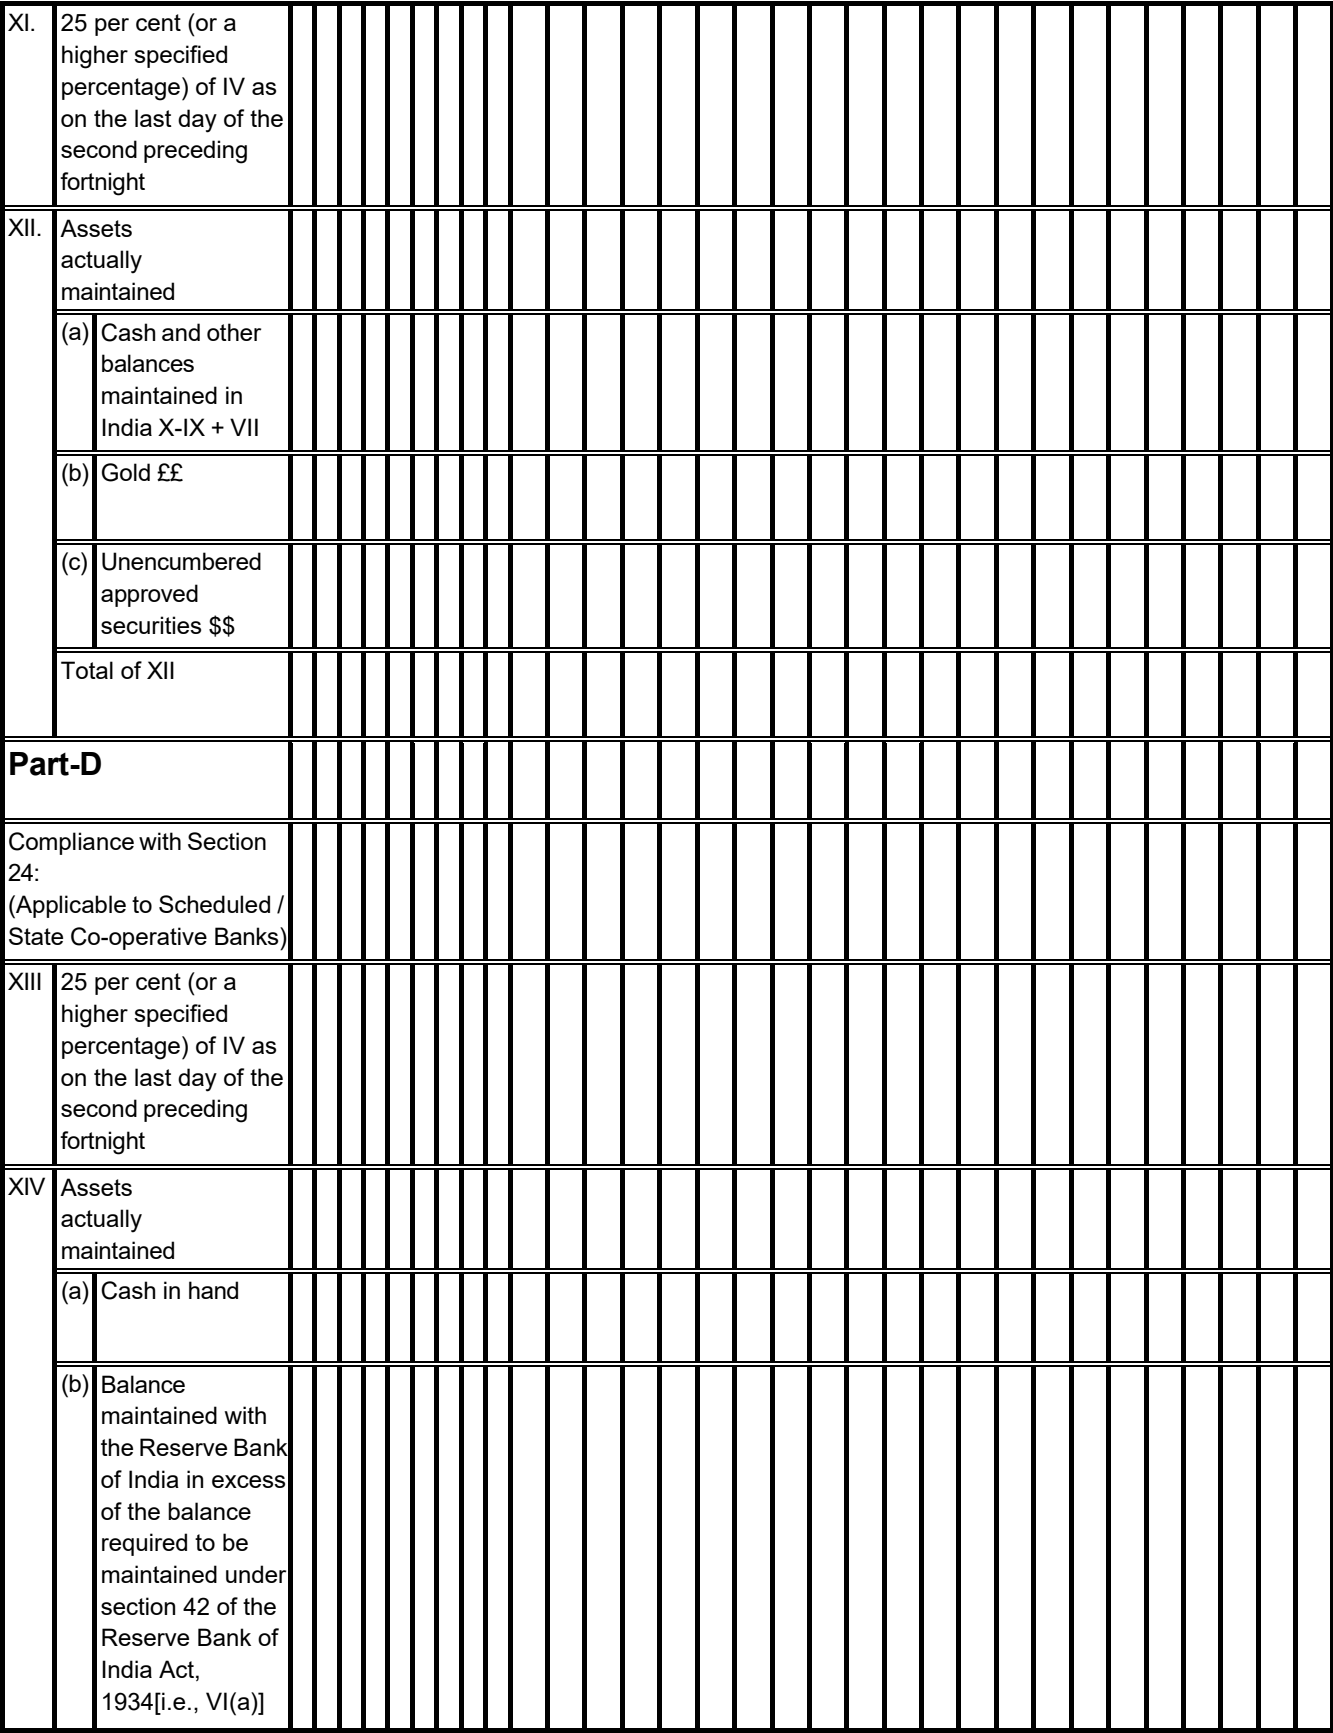 XI. 25 per cent (or a
higher specified
percentage) of IV as
on the last day of the
second preceding
fortnight
XII. Assets
actually
maintained
(a) Cash and other
balances
maintained in
India X-IX + VII
(b) Gold ££
(c) Unencumbered
approved
securities $$
Total of XII
Part-D
Compliance with Section
24:
(Applicable to Scheduled /
State Co-operative Banks)
XIII 25 per cent (or a
higher specified
percentage) of IV as
on the last day of the
second preceding
fortnight
XIV Assets
actually
maintained
(a) Cash in hand
(b) Balance
maintained with
the Reserve Bank
of India in excess
of the balance
required to be
maintained under
section 42 of the
Reserve Bank of
India Act,
1934[i.e., VI(a)]